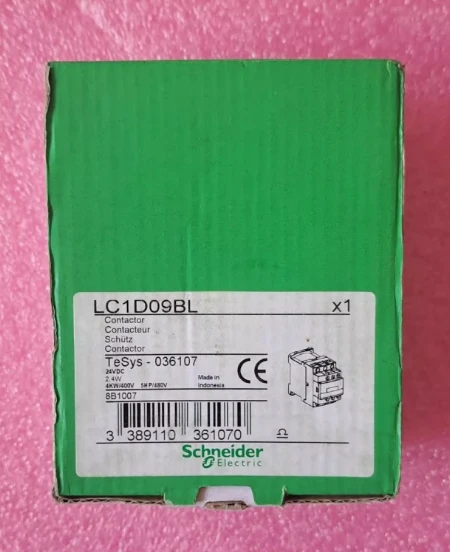 LC1D09BL x1
Contactor
Contacteur
Schütz
Contactor
TeSys - 036107
24VDC
2.4W Made in
4KW/400V 5HP/480V Indonesia
CE
8B1007
3 389110 361070
Schneider
Electric